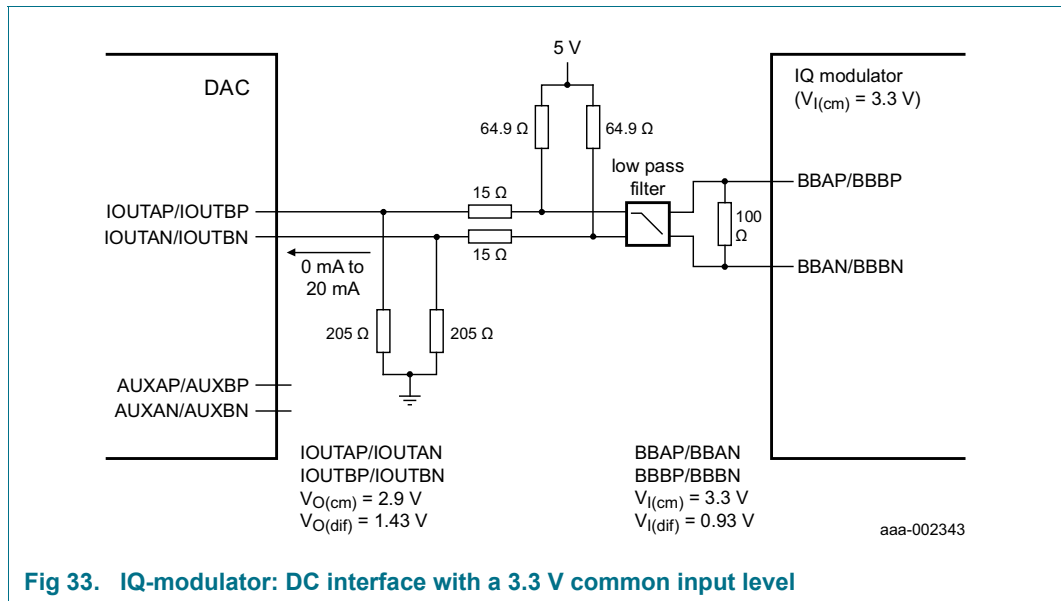 5 V
DAC
IQ modulator
(VI(cm) = 3.3 V)
64.9 Ω
64.9 Ω
low pass
filter
15 Ω
BBAP/BBBP
IOUTAP/IOUTBP
100
Ω
IOUTAN/IOUTBN
15 Ω
BBAN/BBBN
0 mA to
20 mA
205 Ω
205 Ω
AUXAP/AUXBP
AUXAN/AUXBN
IOUTAP/IOUTAN
IOUTBP/IOUTBN
VO(cm) = 2.9 V
VO(dif) = 1.43 V
BBAP/BBAN
BBBP/BBBN
VI(cm) = 3.3 V
VI(dif) = 0.93 V
aaa-002343
Fig 33. IQ-modulator: DC interface with a 3.3 V common input level